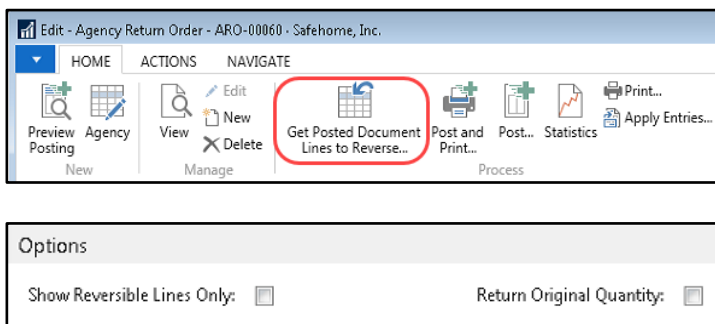 Edit - Agency Return Order - ARO-00060 - Safehome, Inc.
HOME ACTIONS NAVIGATE
Preview Posting
Agency
New
View
Edit
New
Delete
Manage
Get Posted Document
Lines to Reverse...
Post and
Print...
Post...
Statistics
Print...
Apply Entries...
Process
Options
Show Reversible Lines Only:
Return Original Quantity: